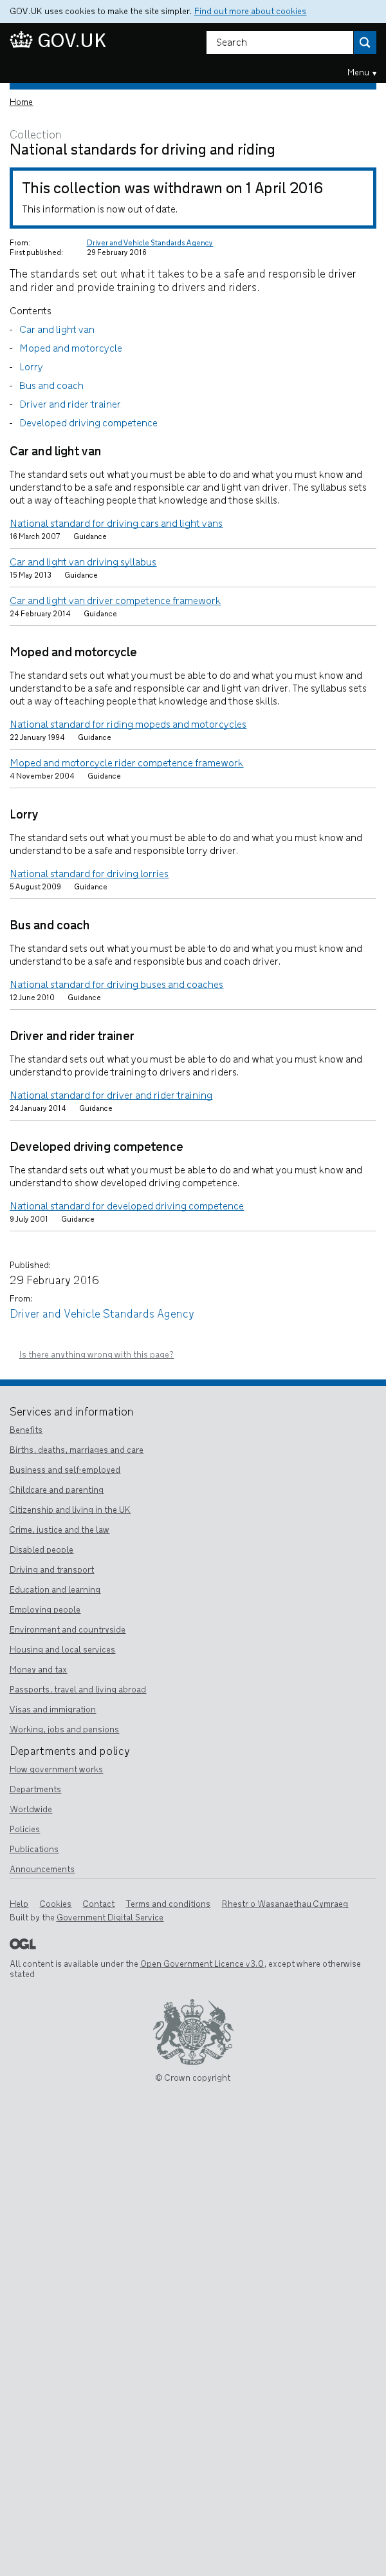 GOV.UK uses cookies to make the site simpler. Find out more about cookies
GOV.UK
Search
Menu ▾
Home
Collection
National standards for driving and riding
This collection was withdrawn on 1 April 2016
This information is now out of date.
From: Driver and Vehicle Standards Agency
First published: 29 February 2016
The standards set out what it takes to be a safe and responsible driver
and rider and provide training to drivers and riders.
Contents
- Car and light van
- Moped and motorcycle
- Lorry
- Bus and coach
- Driver and rider trainer
- Developed driving competence
Car and light van
The standard sets out what you must be able to do and what you must know and
understand to be a safe and responsible car and light van driver. The syllabus sets
out a way of teaching people that knowledge and those skills.
National standard for driving cars and light vans
16 March 2007 Guidance
Car and light van driving syllabus
15 May 2013 Guidance
Car and light van driver competence framework
24 February 2014 Guidance
Moped and motorcycle
The standard sets out what you must be able to do and what you must know and
understand to be a safe and responsible car and light van driver. The syllabus sets
out a way of teaching people that knowledge and those skills.
National standard for riding mopeds and motorcycles
22 January 1994 Guidance
Moped and motorcycle rider competence framework
4 November 2004 Guidance
Lorry
The standard sets out what you must be able to do and what you must know and
understand to be a safe and responsible lorry driver.
National standard for driving lorries
5 August 2009 Guidance
Bus and coach
The standard sets out what you must be able to do and what you must know and
understand to be a safe and responsible bus and coach driver.
National standard for driving buses and coaches
12 June 2010 Guidance
Driver and rider trainer
The standard sets out what you must be able to do and what you must know and
understand to provide training to drivers and riders.
National standard for driver and rider training
24 January 2014 Guidance
Developed driving competence
The standard sets out what you must be able to do and what you must know and
understand to show developed driving competence.
National standard for developed driving competence
9 July 2001 Guidance
Published:
29 February 2016
From:
Driver and Vehicle Standards Agency
Is there anything wrong with this page?
Services and information
Benefits
Births, deaths, marriages and care
Business and self-employed
Childcare and parenting
Citizenship and living in the UK
Crime, justice and the law
Disabled people
Driving and transport
Education and learning
Employing people
Environment and countryside
Housing and local services
Money and tax
Passports, travel and living abroad
Visas and immigration
Working, jobs and pensions
Departments and policy
How government works
Departments
Worldwide
Policies
Publications
Announcements
Help Cookies Contact Terms and conditions Rhestr o Wasanaethau Cymraeg
Built by the Government Digital Service
OGL
All content is available under the Open Government Licence v3.0, except where otherwise
stated
© Crown copyright